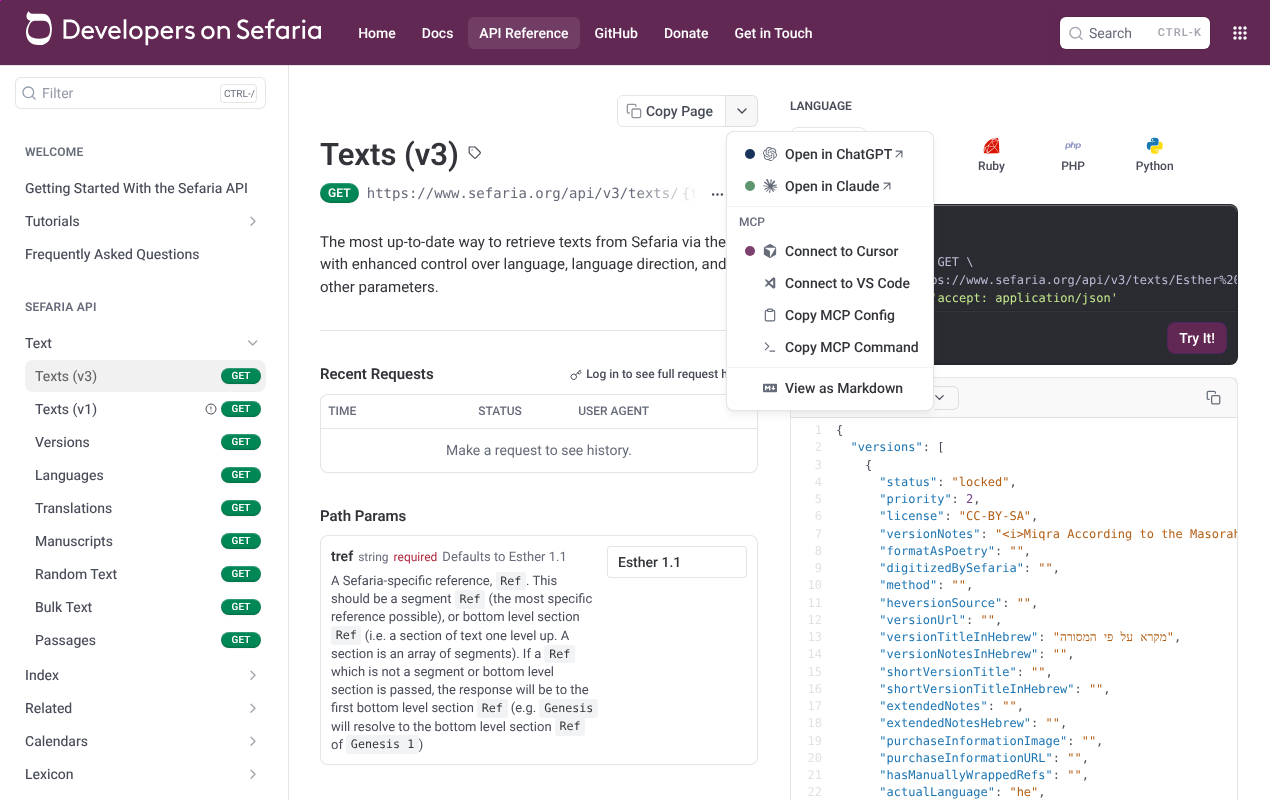 Developers on Sefaria
Home
Docs
API Reference
GitHub
Donate
Get in Touch
Search
CTRL-K
Filter
CTRL-/
WELCOME
Getting Started With the Sefaria API
Tutorials
Frequently Asked Questions
SEFARIA API
Text
Texts (v3) GET
Texts (v1) GET
Versions GET
Languages GET
Translations GET
Manuscripts GET
Random Text GET
Bulk Text GET
Passages GET
Index
Related
Calendars
Lexicon
Copy Page
Texts (v3)
GET https://www.sefaria.org/api/v3/texts/ ...
The most up-to-date way to retrieve texts from Sefaria via the
with enhanced control over language, language direction, and
other parameters.
Recent Requests
Log in to see full request
TIME STATUS USER AGENT
Make a request to see history.
Path Params
tref string required Defaults to Esther 1.1
Esther 1.1
A Sefaria-specific reference, Ref. This
should be a segment Ref (the most specific
reference possible), or bottom level section
Ref (i.e. a section of text one level up. A
section is an array of segments). If a Ref
which is not a segment or bottom level
section is passed, the response will be to the
first bottom level section Ref (e.g. Genesis
will resolve to the bottom level section Ref
of Genesis 1)
Open in ChatGPT
Open in Claude
MCP
Connect to Cursor
Connect to VS Code
Copy MCP Config
Copy MCP Command
View as Markdown
LANGUAGE
Ruby
php
PHP
Python
GET \
ps://www.sefaria.org/api/v3/texts/Esther%20
'accept: application/json'
Try It!
1 {
2 "versions": [
3 {
4 "status": "locked",
5 "priority": 2,
6 "license": "CC-BY-SA",
7 "versionNotes": "<i>Miqra According to the Masorah
8 "formatAsPoetry": "",
9 "digitizedBySefaria": "",
10 "method": "",
11 "heversionSource": "",
12 "versionUrl": "",
13 "versionTitleInHebrew": "מקרא על פי המסורה",
14 "versionNotesInHebrew": "",
15 "shortVersionTitle": "",
16 "shortVersionTitleInHebrew": "",
17 "extendedNotes": "",
18 "extendedNotesHebrew": "",
19 "purchaseInformationImage": "",
20 "purchaseInformationURL": "",
21 "hasManuallyWrappedRefs": "",
22 "actualLanguage": "he",